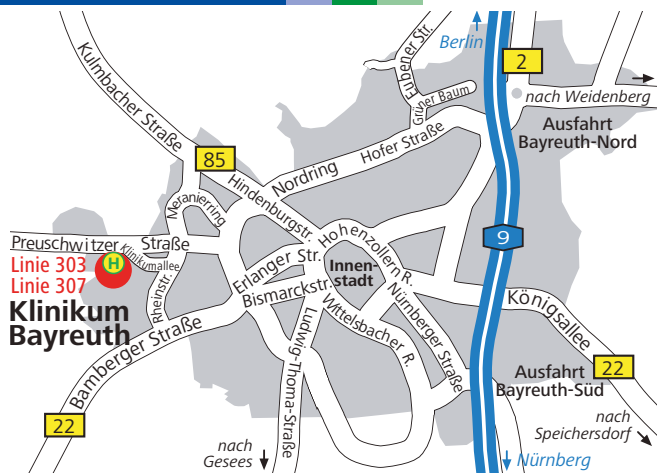 Berlin
2
Eubener Str.
Grüner Baum
nach Weidenberg
Kulmbacher Straße
Ausfahrt
Bayreuth-Nord
Hofer Straße
85
Nordring
Hindenburgstr.
Meranierring
9
Preuschwitzer Straße
Klinikumallee
H
Linie 303
Linie 307
Klinikum
Bayreuth
Rheinstr.
Hohenzollern R.
Erlanger Str.
Innen-
stadt
Bismarckstr.
Wittelsbacher R.
Nürnberger Straße
Königsallee
Bamberger Straße
Ludwig-Thoma-Straße
22
Ausfahrt
Bayreuth-Süd
22
nach
Speichersdorf
nach
Gesees
Nürnberg